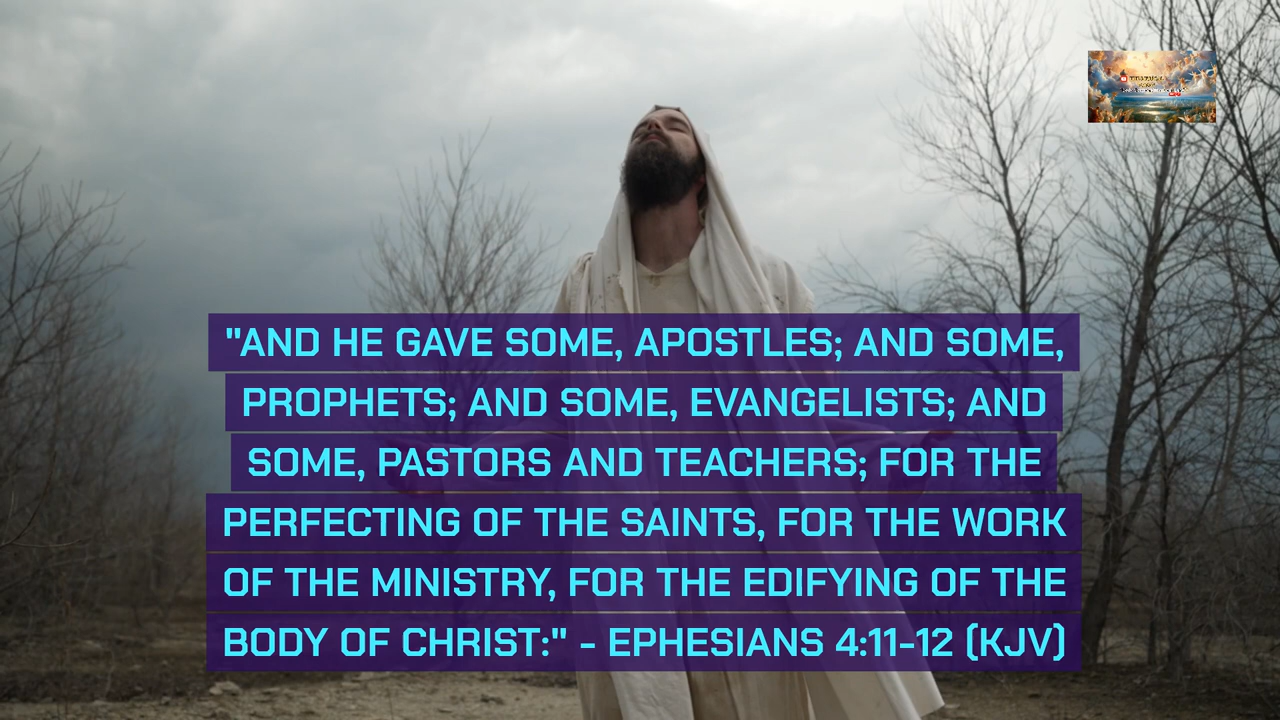 "AND HE GAVE SOME, APOSTLES; AND SOME,
PROPHETS; AND SOME, EVANGELISTS; AND
SOME, PASTORS AND TEACHERS; FOR THE
PERFECTING OF THE SAINTS, FOR THE WORK
OF THE MINISTRY, FOR THE EDIFYING OF THE
BODY OF CHRIST:" - EPHESIANS 4:11-12 (KJV)